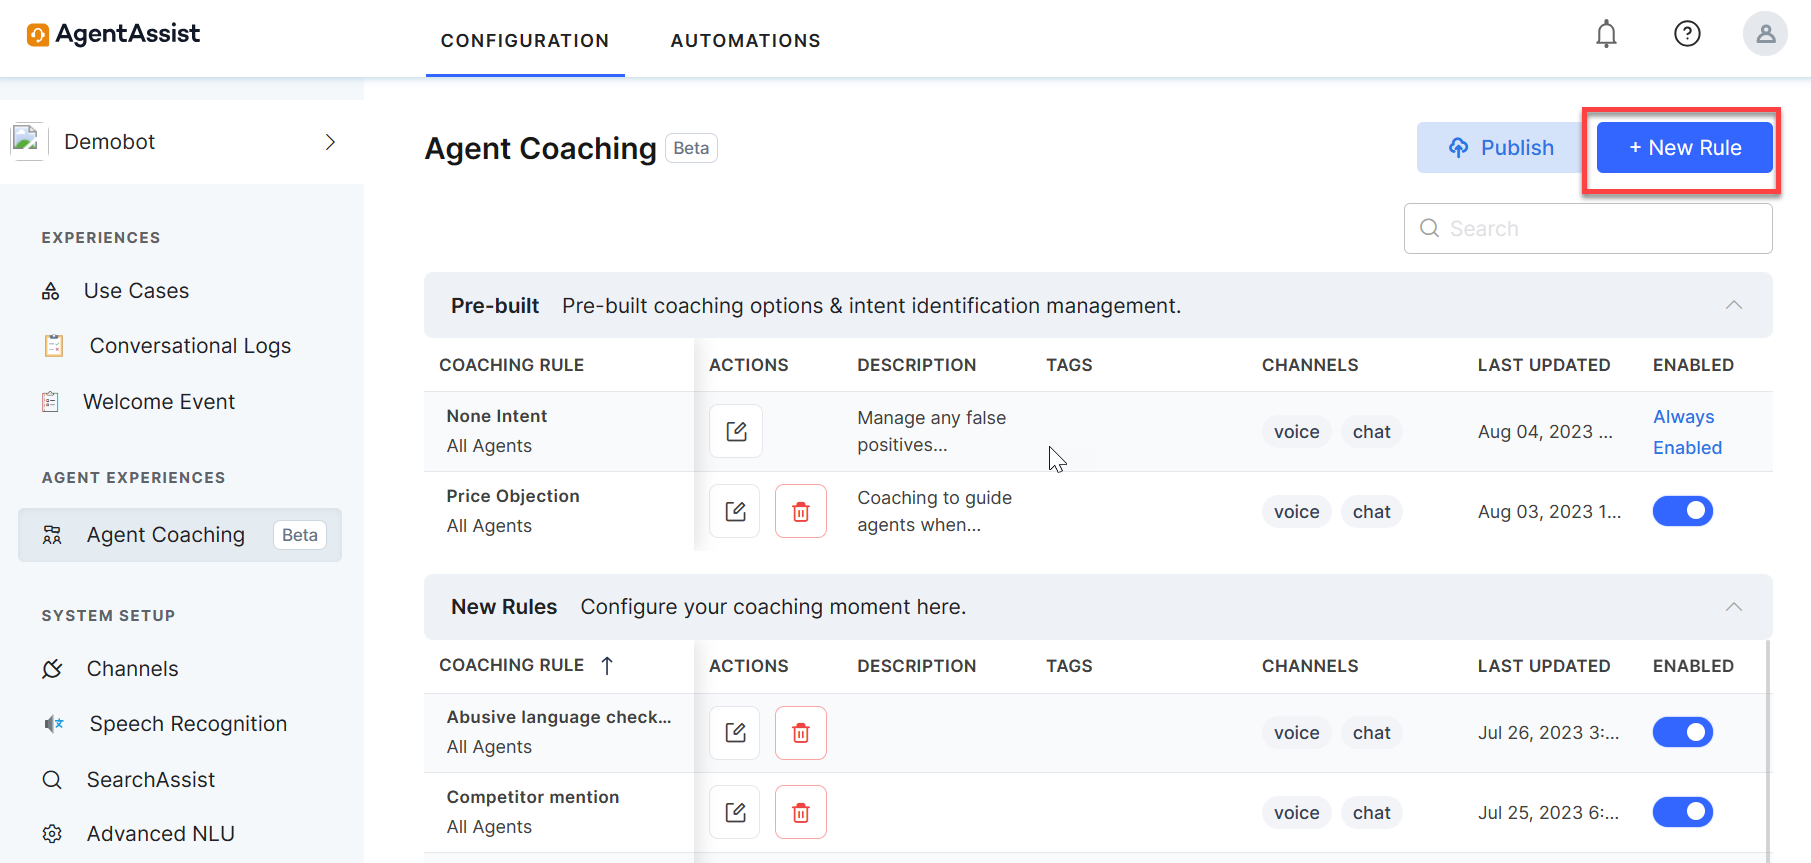 AgentAssist
CONFIGURATION
AUTOMATIONS
Demobot
EXPERIENCES
Use Cases
Conversational Logs
Welcome Event
AGENT EXPERIENCES
Agent Coaching Beta
SYSTEM SETUP
Channels
Speech Recognition
SearchAssist
Advanced NLU
Agent Coaching Beta
Publish
+ New Rule
Search
Pre-built Pre-built coaching options & intent identification management.
COACHING RULE ACTIONS DESCRIPTION TAGS CHANNELS LAST UPDATED ENABLED
None Intent
All Agents
Manage any false
positives...
voice chat
Aug 04, 2023 ...
Always
Enabled
Price Objection
All Agents
Coaching to guide
agents when...
voice chat
Aug 03, 2023 1...
New Rules Configure your coaching moment here.
COACHING RULE ↑ ACTIONS DESCRIPTION TAGS CHANNELS LAST UPDATED ENABLED
Abusive language check...
All Agents
voice chat
Jul 26, 2023 3:...
Competitor mention
All Agents
voice chat
Jul 25, 2023 6:...